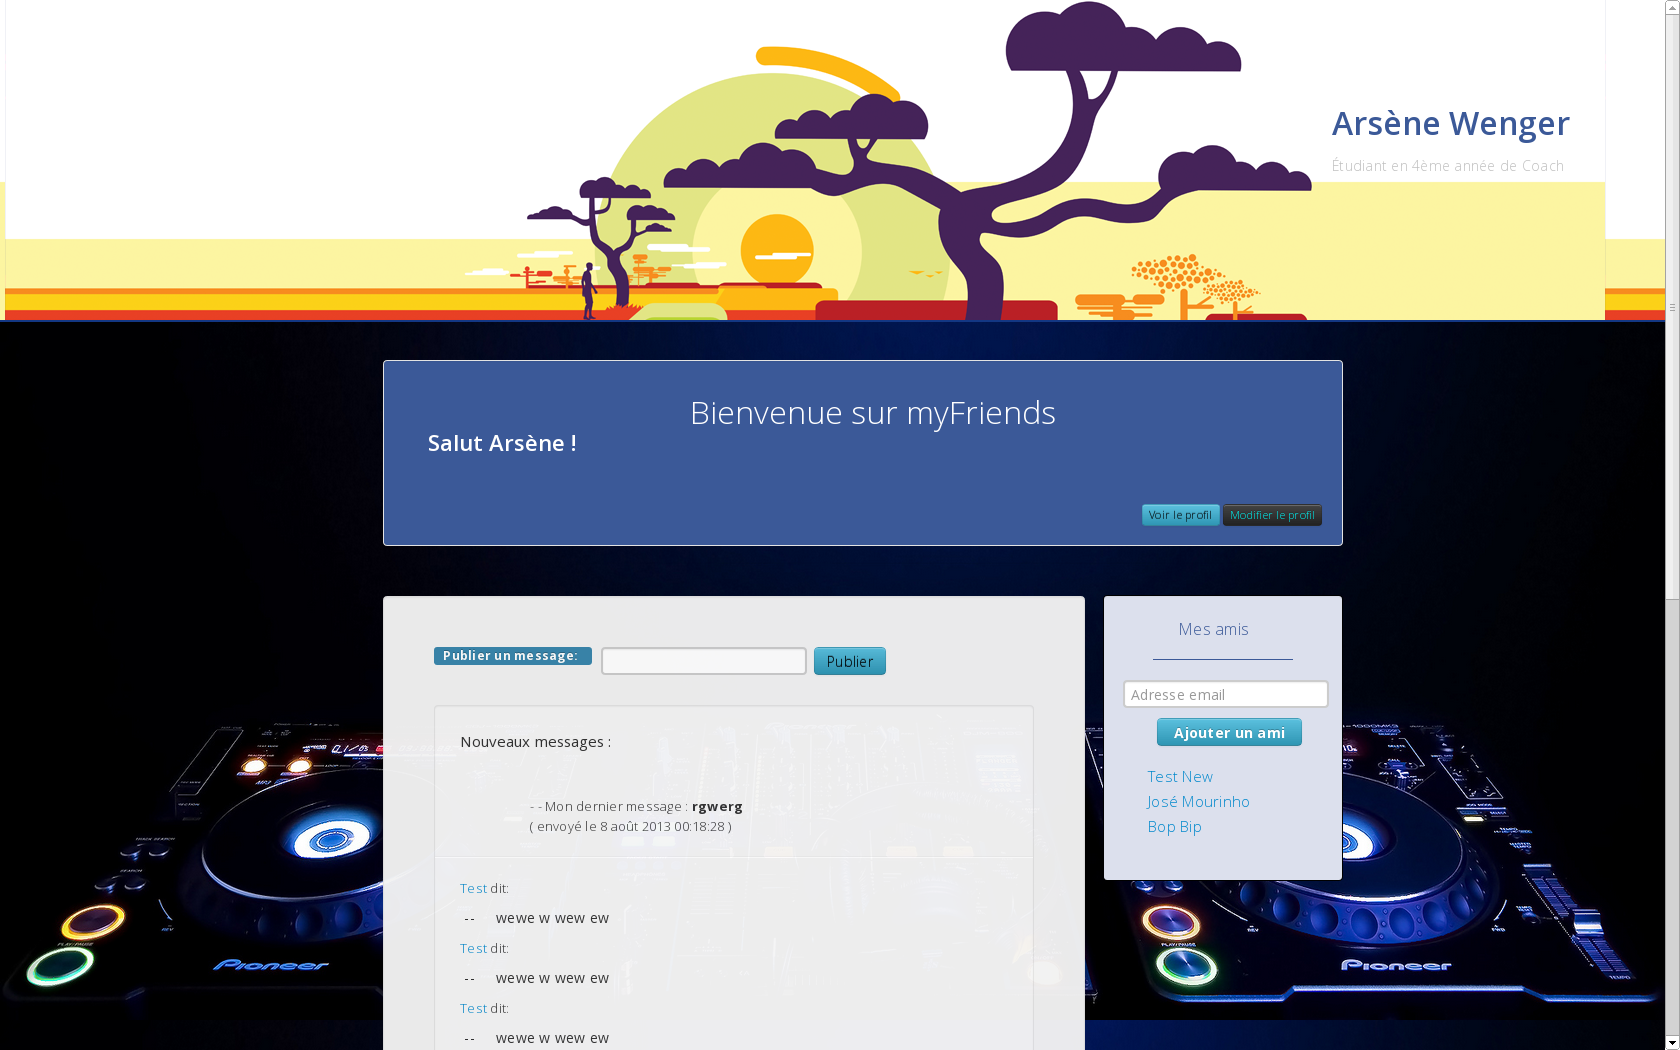 Arsène Wenger
Étudiant en 4ème année de Coach
Bienvenue sur myFriends
Salut Arsène !
Voir le profil
Modifier le profil
Publier un message:
Publier
Nouveaux messages :
- - Mon dernier message : rgwerg
( envoyé le 8 août 2013 00:18:28 )
Test dit:
-- wewe w wew ew
Test dit:
-- wewe w wew ew
Test dit:
-- wewe w wew ew
Mes amis
Adresse email
Ajouter un ami
Test New
José Mourinho
Bop Bip
Pioneer
Pioneer